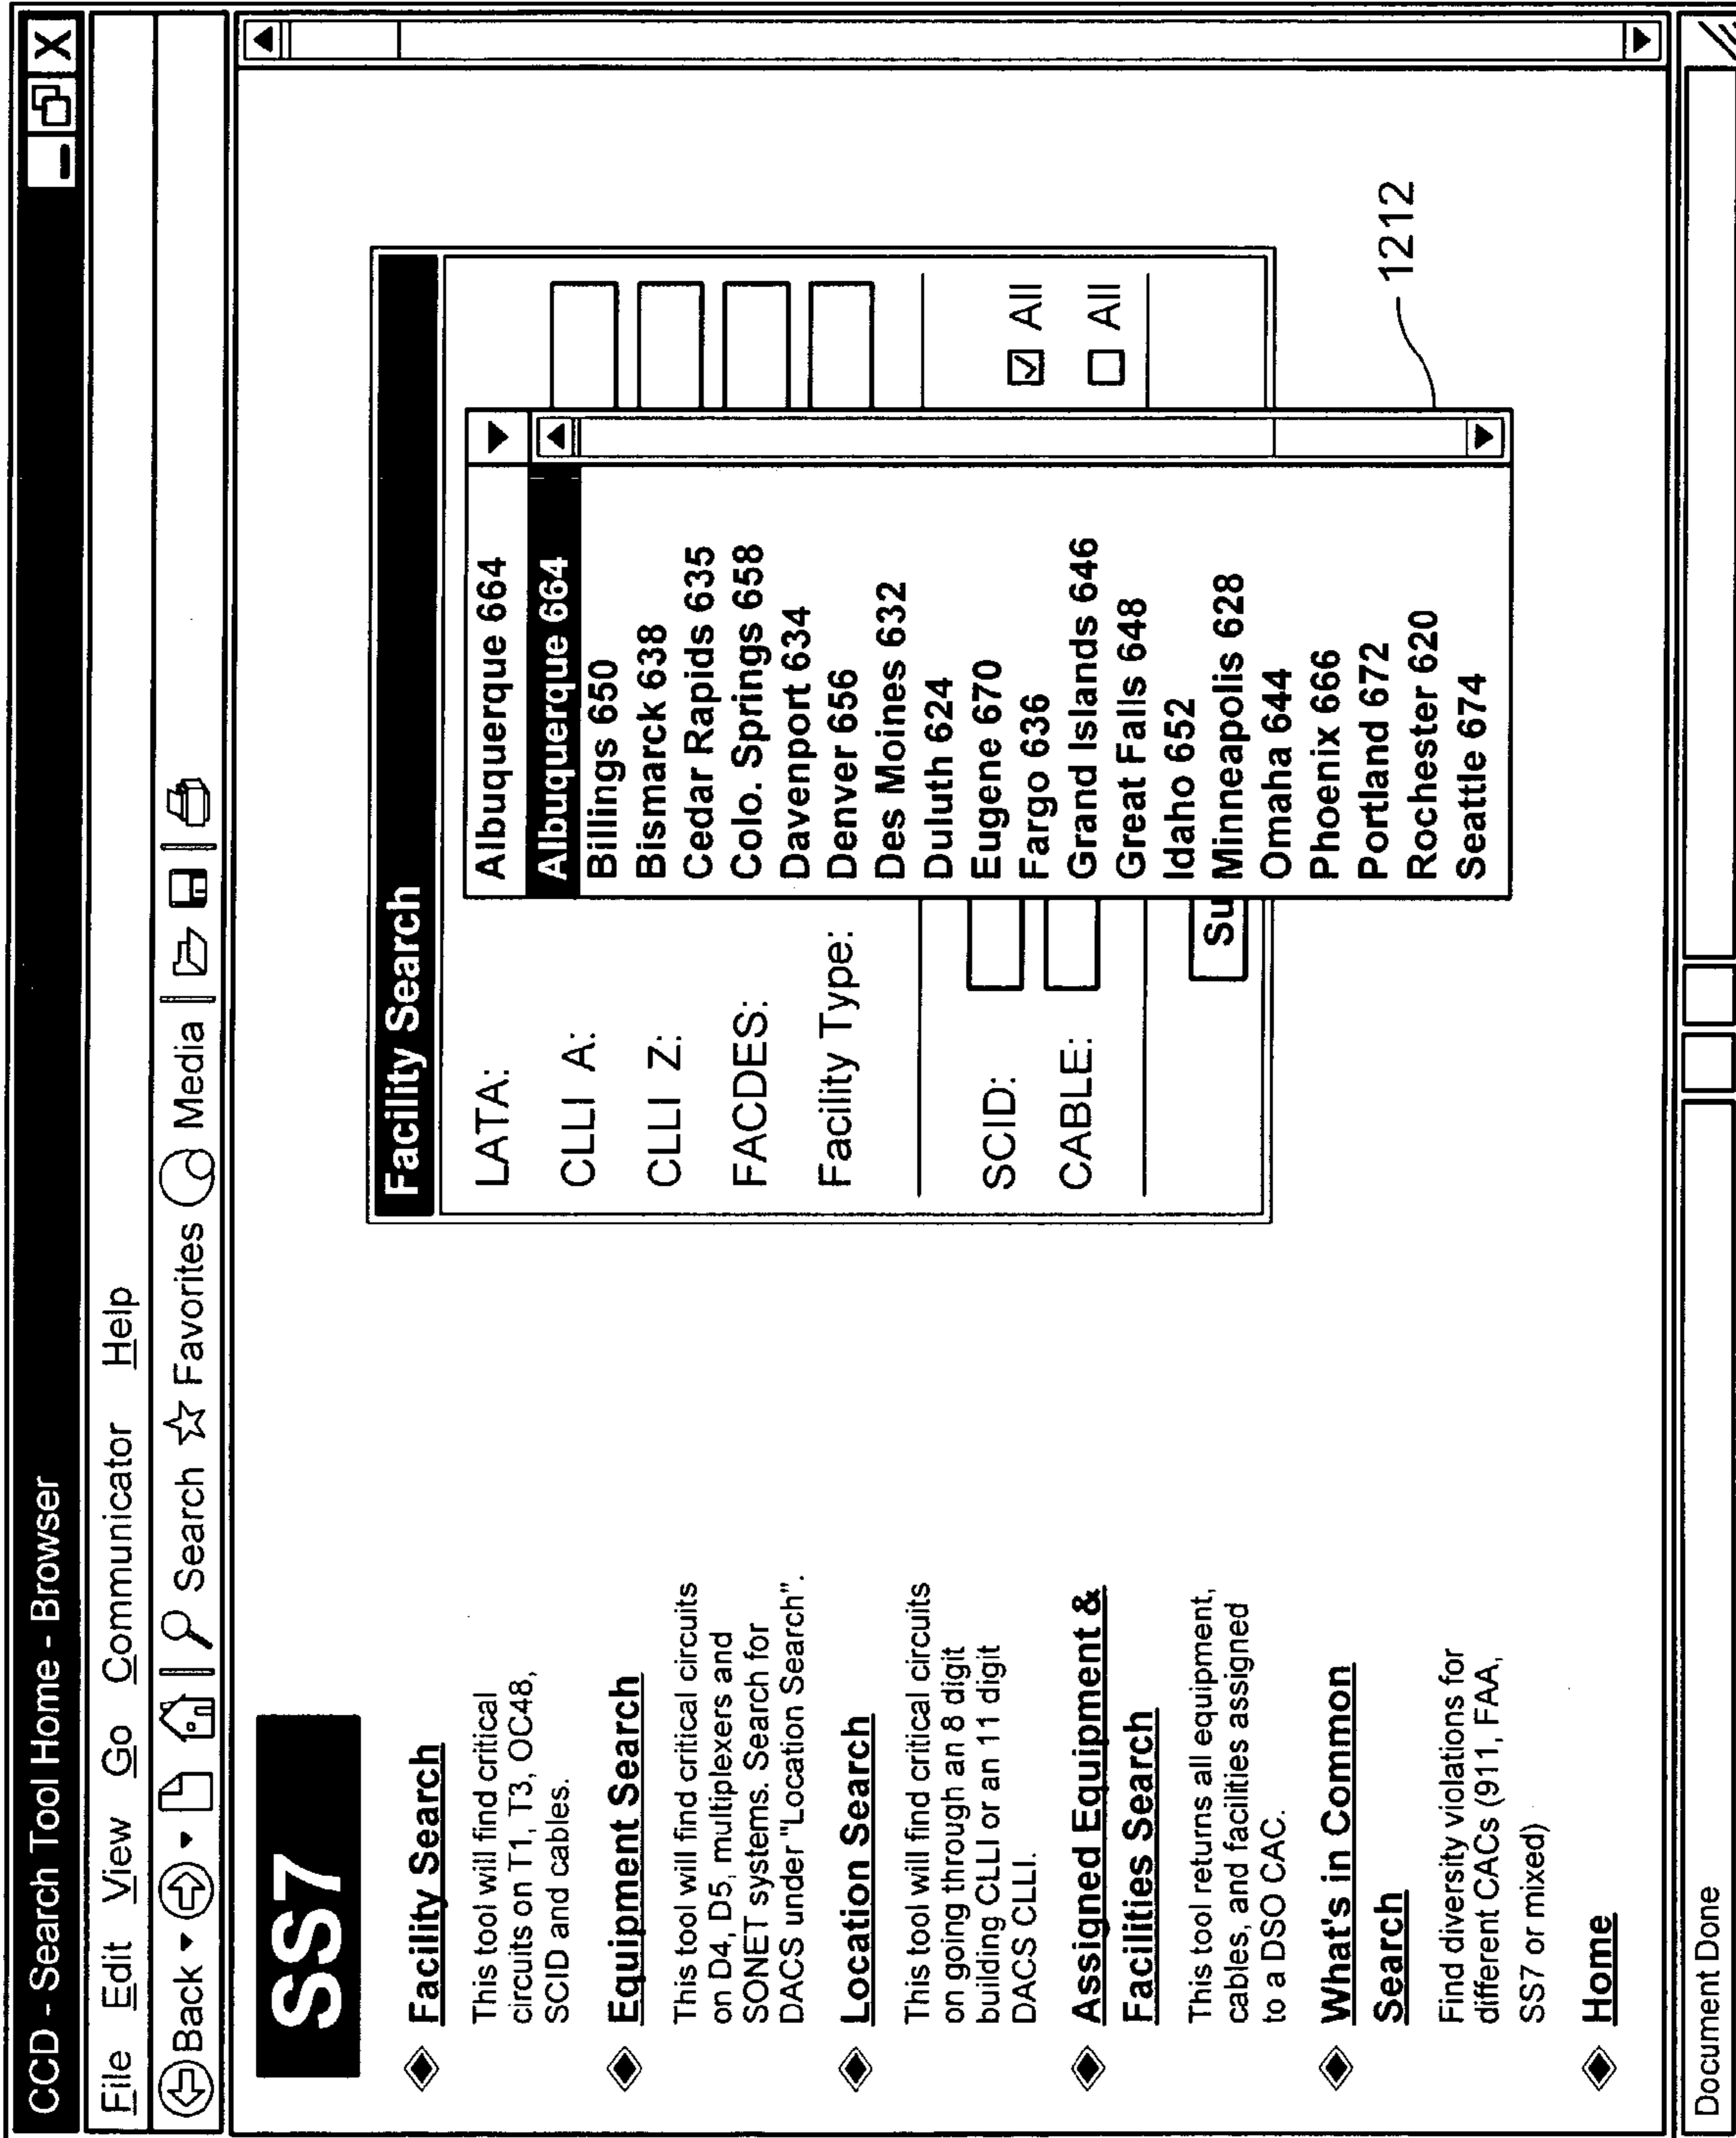 CCD - Search Tool Home - Browser
X
File Edit View Go Communicator Help
Back Search Favorites Media
SS7
Facility Search
This tool will find critical
circuits on T1, T3, OC48,
SCID and cables.
Equipment Search
This tool will find critical circuits
on D4, D5, multiplexers and
SONET systems. Search for
DACS under "Location Search".
Location Search
This tool will find critical circuits
on going through an 8 digit
building CLLI or an 11 digit
DACS CLLI.
Assigned Equipment &
Facilities Search
This tool returns all equipment,
cables, and facilities assigned
to a DSO CAC.
What's in Common
Search
Find diversity violations for
different CACs (911, FAA,
SS7 or mixed)
Home
Facility Search
LATA:
CLLI A:
CLLI Z:
FACDES:
Facility Type:
SCID:
CABLE:
All
All
Su
Albuquerque 664
Albuquerque 664
Billings 650
Bismarck 638
Cedar Rapids 635
Colo. Springs 658
Davenport 634
Denver 656
Des Moines 632
Duluth 624
Eugene 670
Fargo 636
Grand Islands 646
Great Falls 648
Idaho 652
Minneapolis 628
Omaha 644
Phoenix 666
Portland 672
Rochester 620
Seattle 674
1212
Document Done